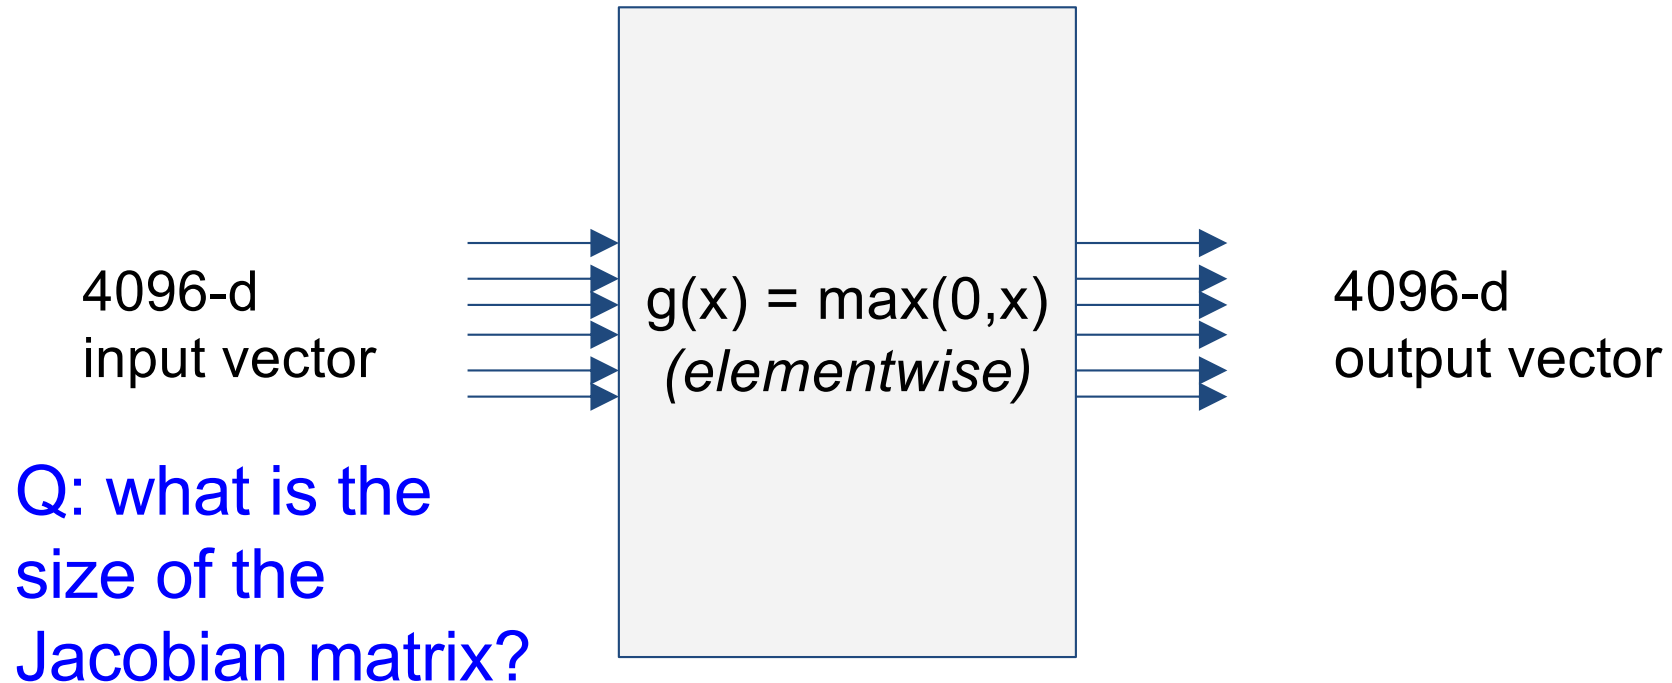 4096-d
input vector
g(x) = max(0,x)
(elementwise)
4096-d
output vector
Q: what is the
size of the
Jacobian matrix?